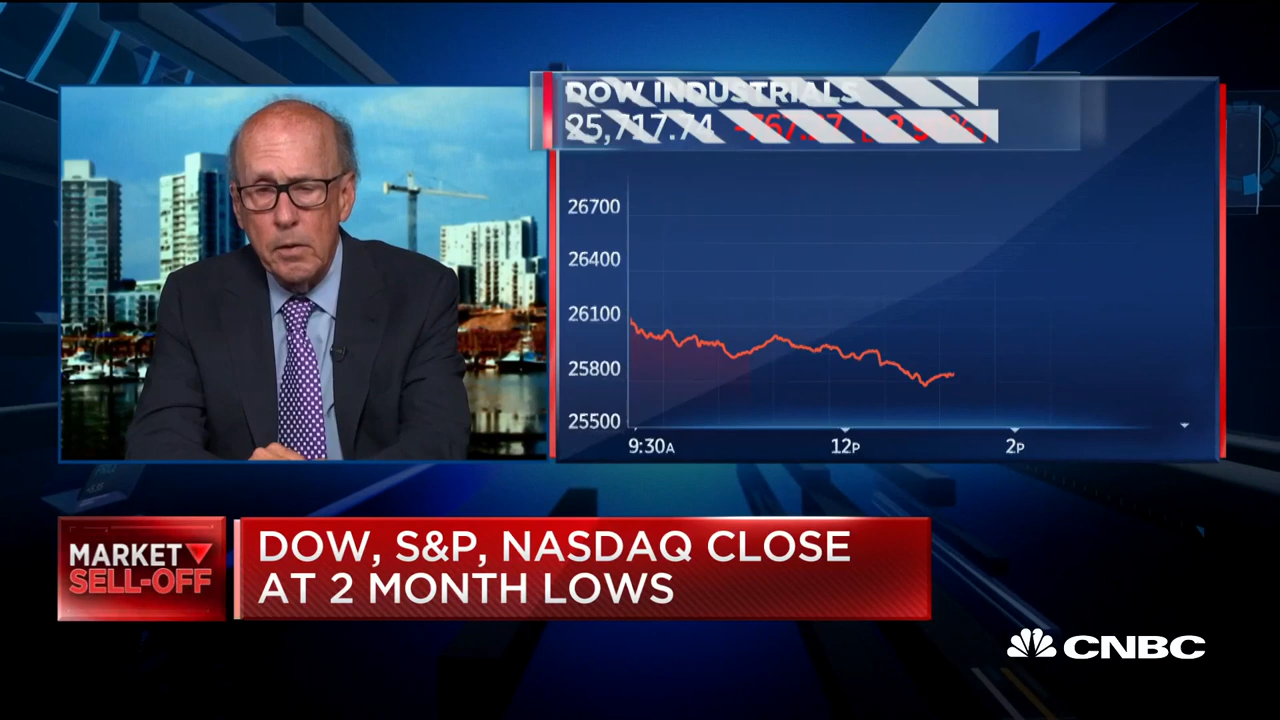 DOW INDUSTRIALS
25,717.74
26700
26400
26100
25800
25500
9:30A 12P 2P
MARKET
SELL-OFF
DOW, S&P, NASDAQ CLOSE
AT 2 MONTH LOWS
CNBC